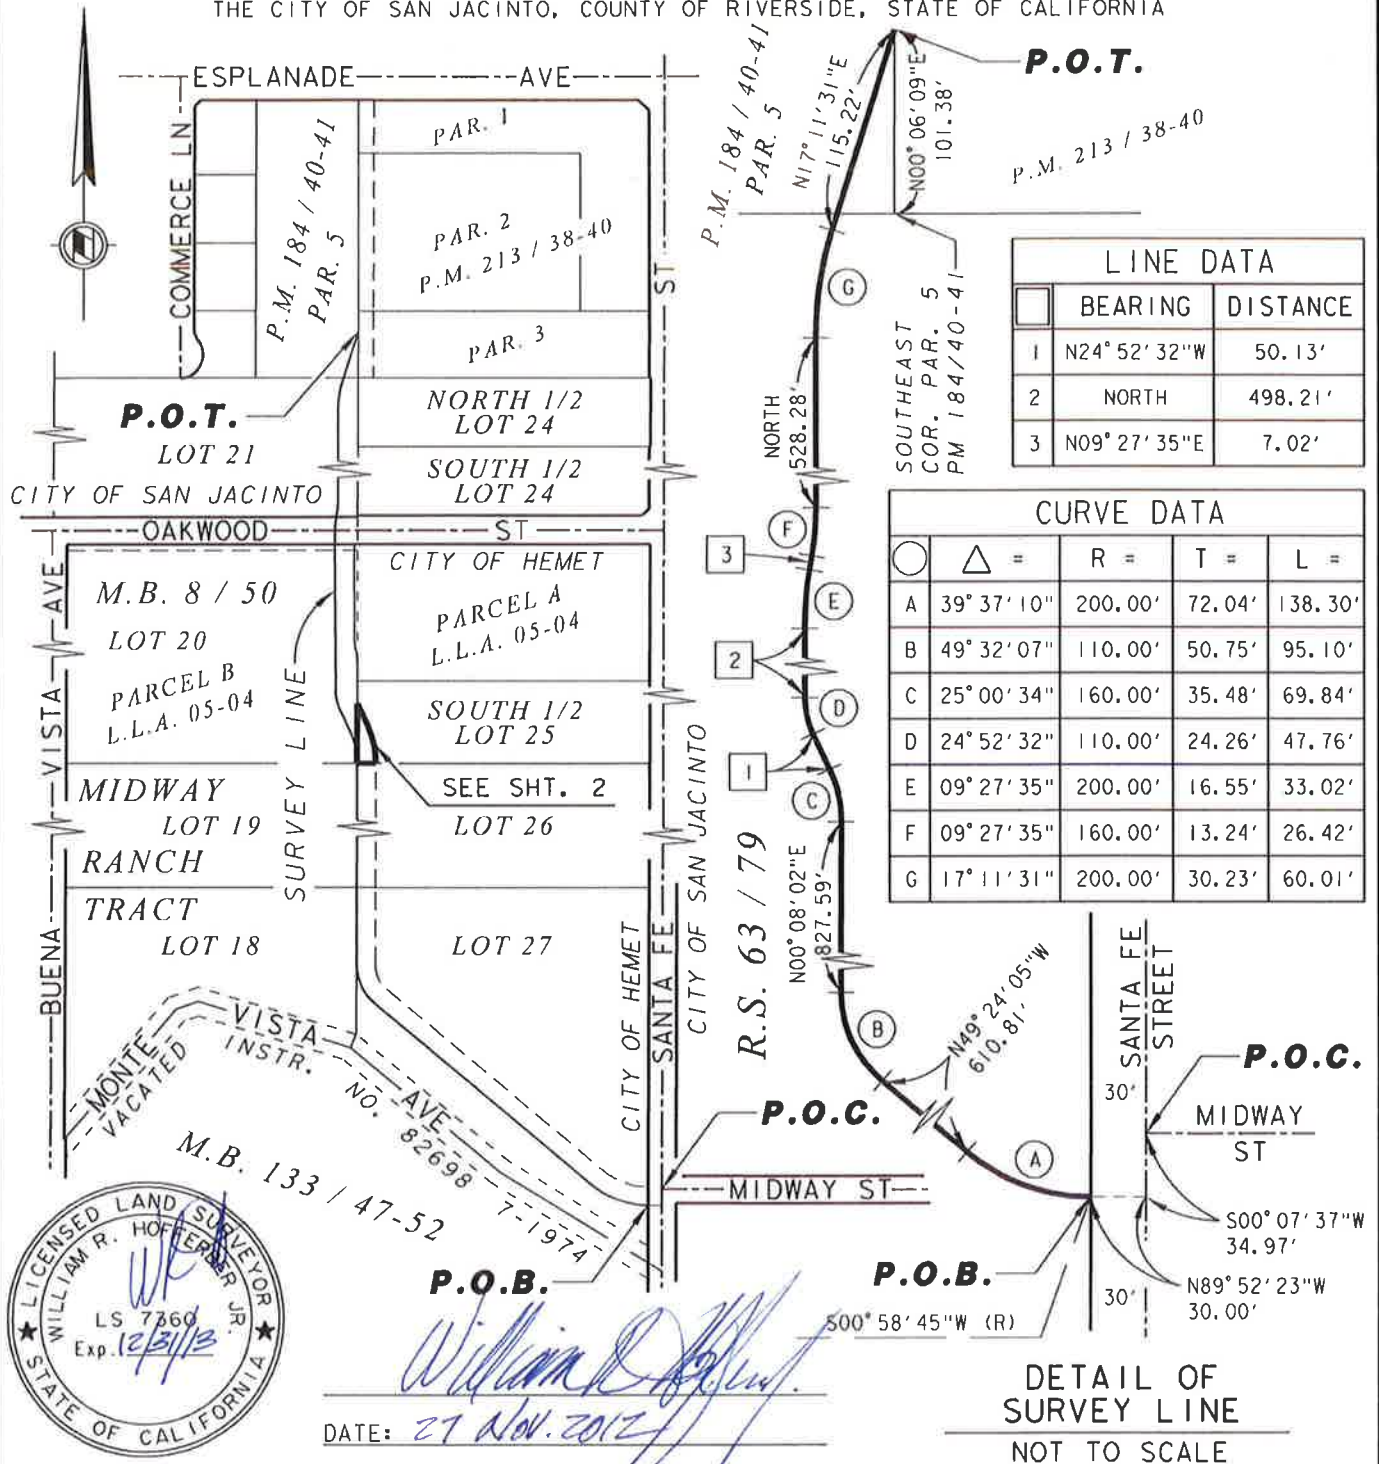 THE CITY OF SAN JACINTO, COUNTY OF RIVERSIDE, STATE OF CALIFORNIA
ESPLANADE AVE
COMMERCE LN
P.M. 184 / 40-41
PAR. 5
PAR. 1
PAR. 2
P.M. 213 / 38-40
PAR. 3
ST
P.O.T.
LOT 21
NORTH 1/2
LOT 24
SOUTH 1/2
LOT 24
CITY OF SAN JACINTO
OAKWOOD ST
CITY OF HEMET
M.B. 8 / 50
LOT 20
PARCEL B
L.L.A. 05-04
PARCEL A
L.L.A. 05-04
SURVEY LINE
SOUTH 1/2
LOT 25
SEE SHT. 2
MIDWAY
LOT 19
RANCH
TRACT
LOT 18
LOT 26
LOT 27
BUENA VISTA AVE
MONTE VISTA AVE
VACATED
INSTR. NO. 82698 7-1974
M.B. 133 / 47-52
CITY OF HEMET
SANTA FE
CITY OF SAN JACINTO
R.S. 63 / 79
P.O.C.
MIDWAY ST
P.O.B.
P.M. 184 / 40-41
PAR. 5
N17°11'31"E
115.22'
N00°06'09"E
101.38'
P.O.T.
P.M. 213 / 38-40
SOUTHEAST
COR. PAR. 5
PM 184/40-41
G
NORTH
528.28'
F
3
E
2
D
1
C
N00°08'02"E
827.59'
B
N49°24'05"W
610.81'
A
SANTA FE
STREET
30'
P.O.C.
MIDWAY
ST
S00°07'37"W
34.97'
N89°52'23"W
30.00'
30'
P.O.B.
S00°58'45"W (R)
LINE DATA
BEARING DISTANCE
1 N24°52'32"W 50.13'
2 NORTH 498.21'
3 N09°27'35"E 7.02'
CURVE DATA
△ = R = T = L =
A 39°37'10" 200.00' 72.04' 138.30'
B 49°32'07" 110.00' 50.75' 95.10'
C 25°00'34" 160.00' 35.48' 69.84'
D 24°52'32" 110.00' 24.26' 47.76'
E 09°27'35" 200.00' 16.55' 33.02'
F 09°27'35" 160.00' 13.24' 26.42'
G 17°11'31" 200.00' 30.23' 60.01'
LICENSED LAND SURVEYOR
WILLIAM R. HOFFERBER JR.
LS 7360
Exp. 12/31/13
STATE OF CALIFORNIA
DATE: 27 NOV. 2012
DETAIL OF
SURVEY LINE
NOT TO SCALE